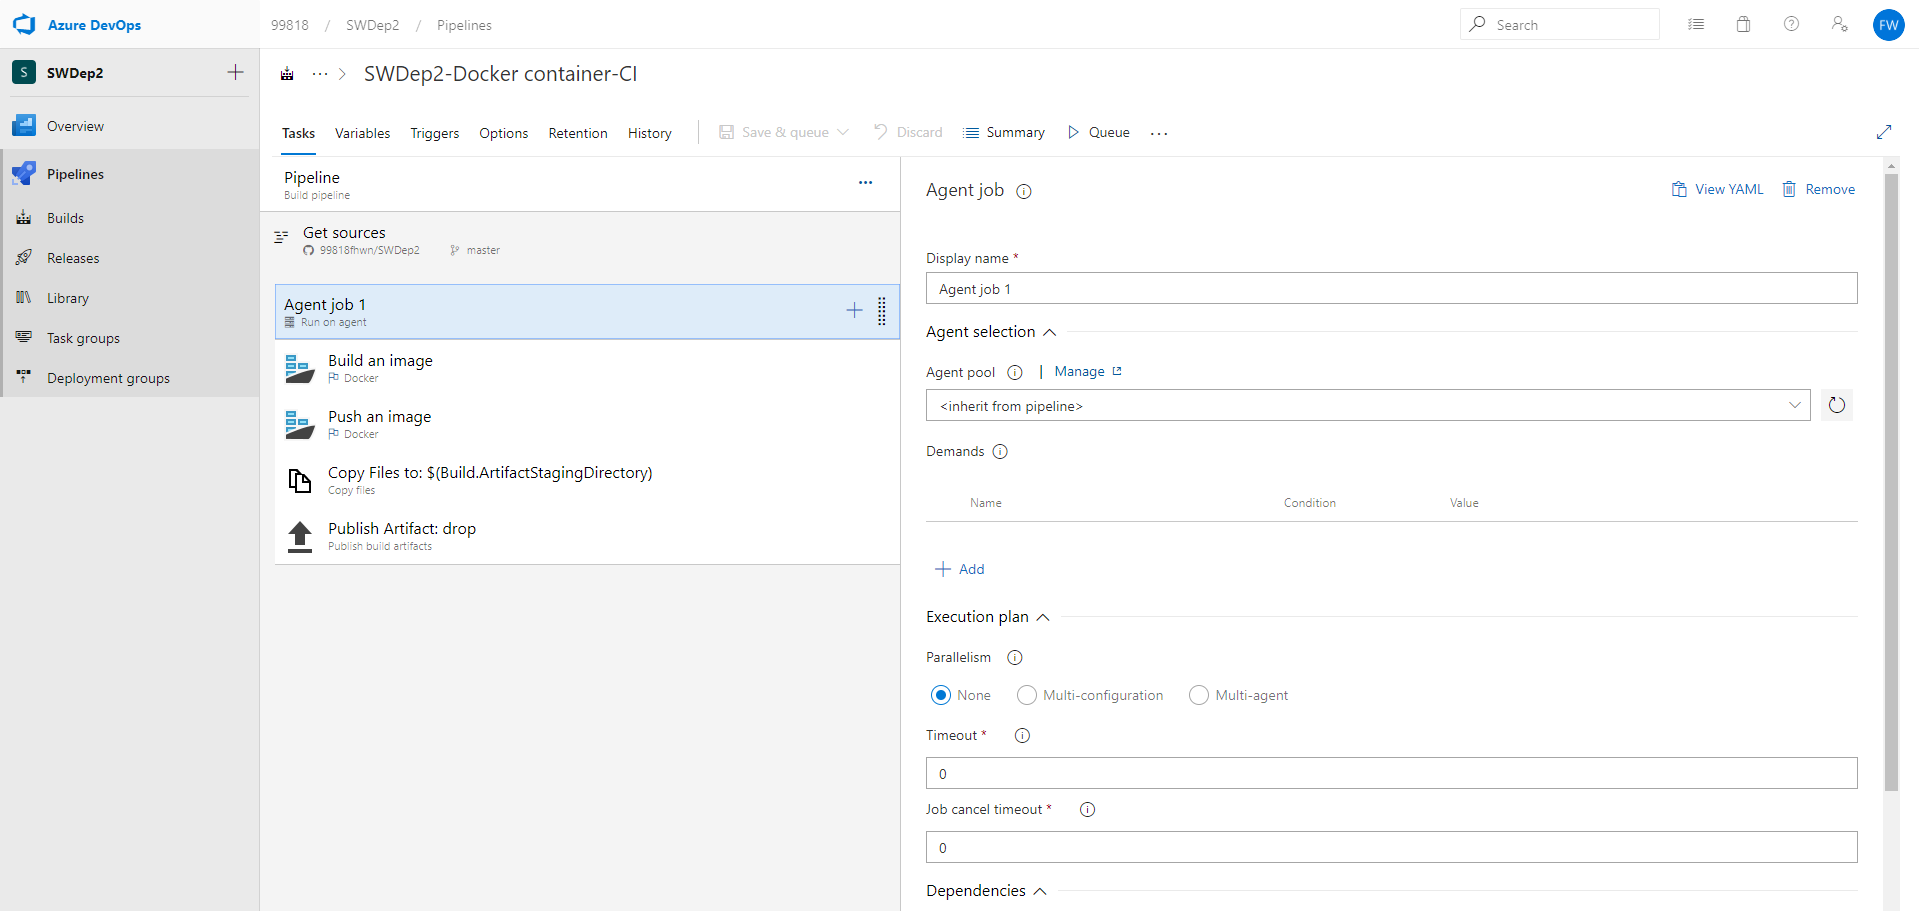 Azure DevOps
99818 / SWDep2 / Pipelines
Search
FW
S SWDep2
... > SWDep2-Docker container-CI
Overview
Pipelines
Builds
Releases
Library
Task groups
Deployment groups
Tasks Variables Triggers Options Retention History Save & queue Discard Summary Queue ...
Pipeline
Build pipeline
...
Get sources
99818fhwn/SWDep2 master
Agent job 1
Run on agent
Build an image
Docker
Push an image
Docker
Copy Files to: $(Build.ArtifactStagingDirectory)
Copy files
Publish Artifact: drop
Publish build artifacts
Agent job
View YAML Remove
Display name *
Agent job 1
Agent selection
Agent pool | Manage
<inherit from pipeline>
Demands
Name Condition Value
Add
Execution plan
Parallelism
None Multi-configuration Multi-agent
Timeout *
0
Job cancel timeout *
0
Dependencies